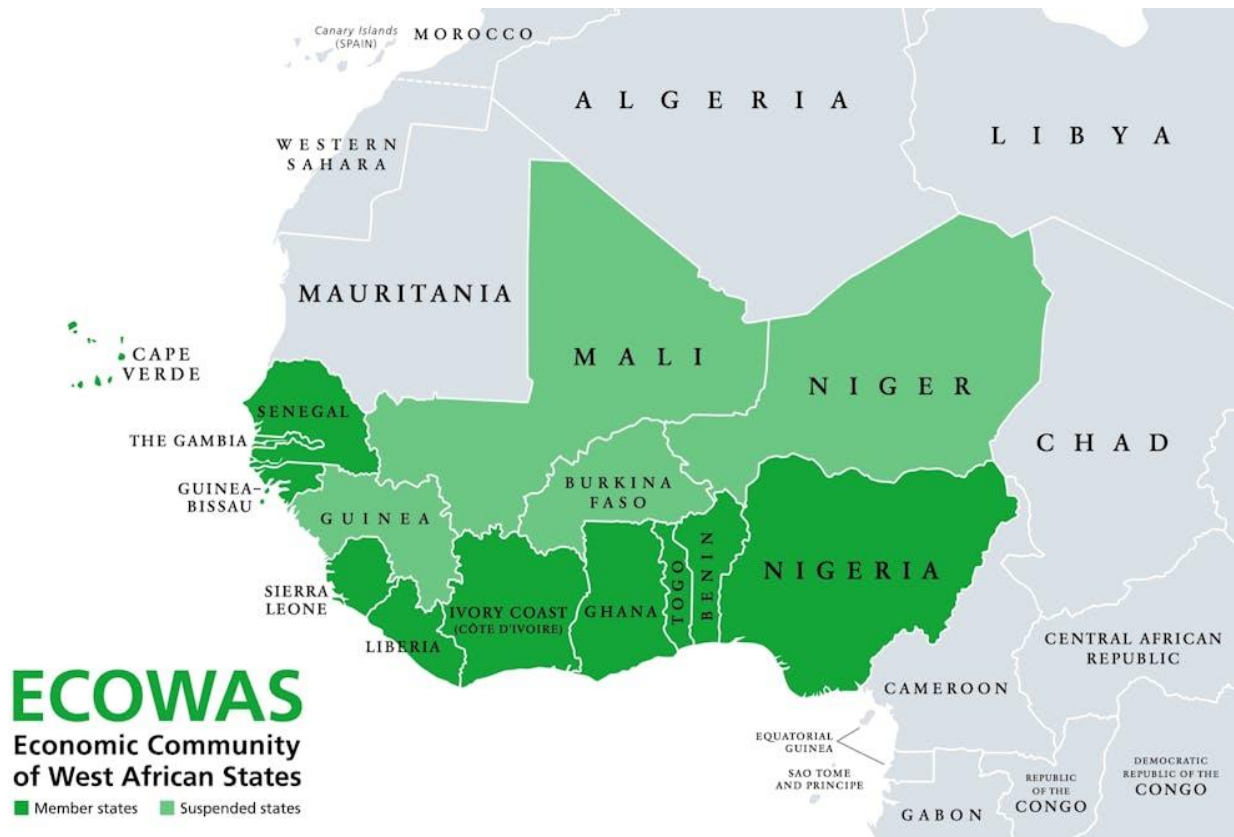 Canary Islands
(SPAIN)
MOROCCO
ALGERIA
LIBYA
WESTERN
SAHARA
MAURITANIA
MALI
NIGER
CHAD
CAPE
VERDE
SENEGAL
THE GAMBIA
GUINEA–
BISSAU
GUINEA
BURKINA
FASO
SIERRA
LEONE
LIBERIA
IVORY COAST
(CÔTE D'IVOIRE)
GHANA
TOGO
BENIN
NIGERIA
CENTRAL AFRICAN
REPUBLIC
CAMEROON
EQUATORIAL
GUINEA
SAO TOME
AND PRINCIPE
GABON
REPUBLIC
OF THE
CONGO
DEMOCRATIC
REPUBLIC OF THE
CONGO
ECOWAS
Economic Community
of West African States
Member states
Suspended states